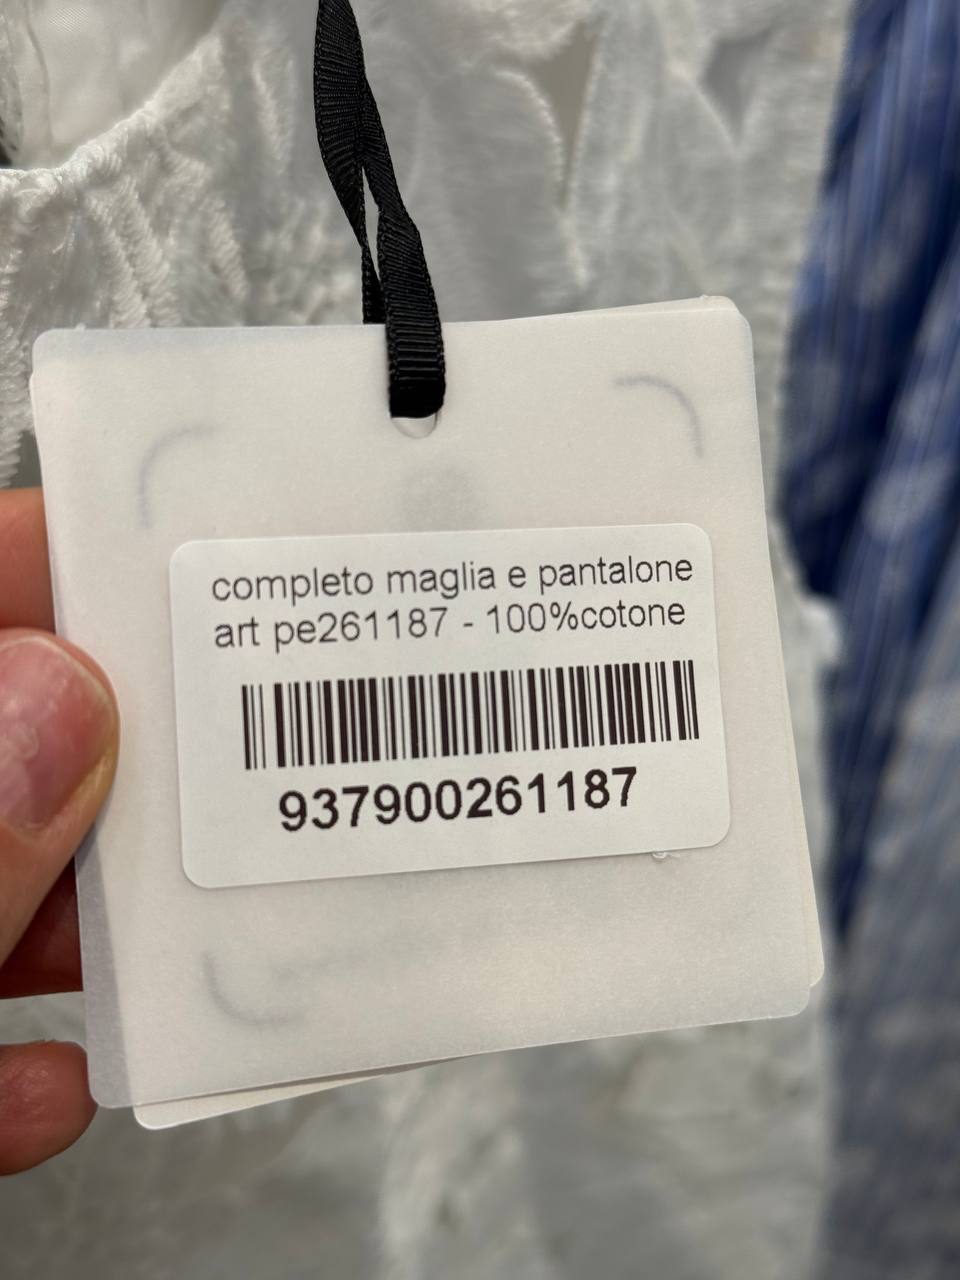 completo maglia e pantalone
art pe261187 - 100%cotone
937900261187